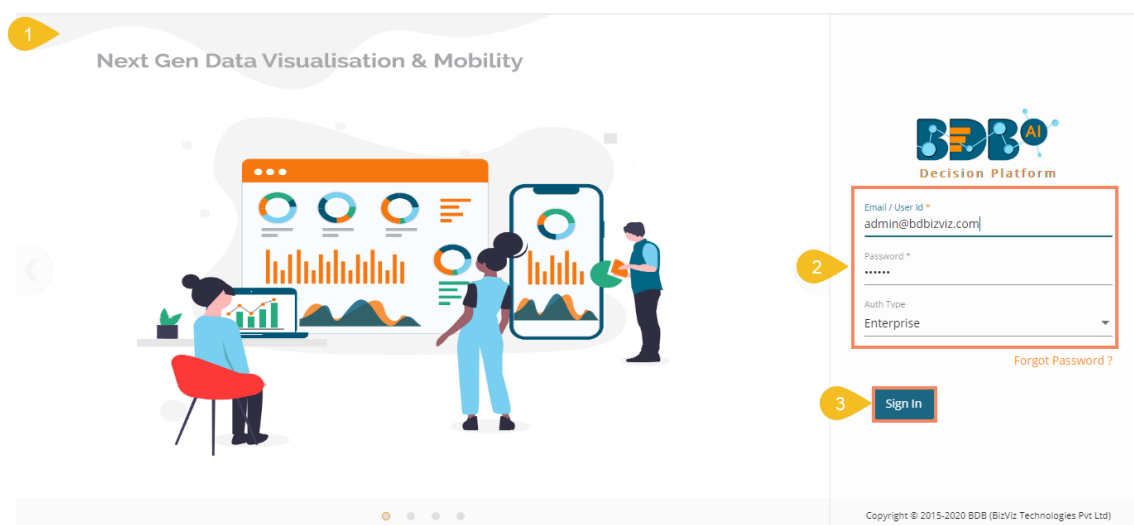 1
Next Gen Data Visualisation & Mobility
BDB AI
Decision Platform
Email / User Id *
admin@bdbizviz.com
2
Password *
••••••
Auth Type
Enterprise
Forgot Password ?
3
Sign In
Copyright © 2015-2020 BDB (BizViz Technologies Pvt Ltd)